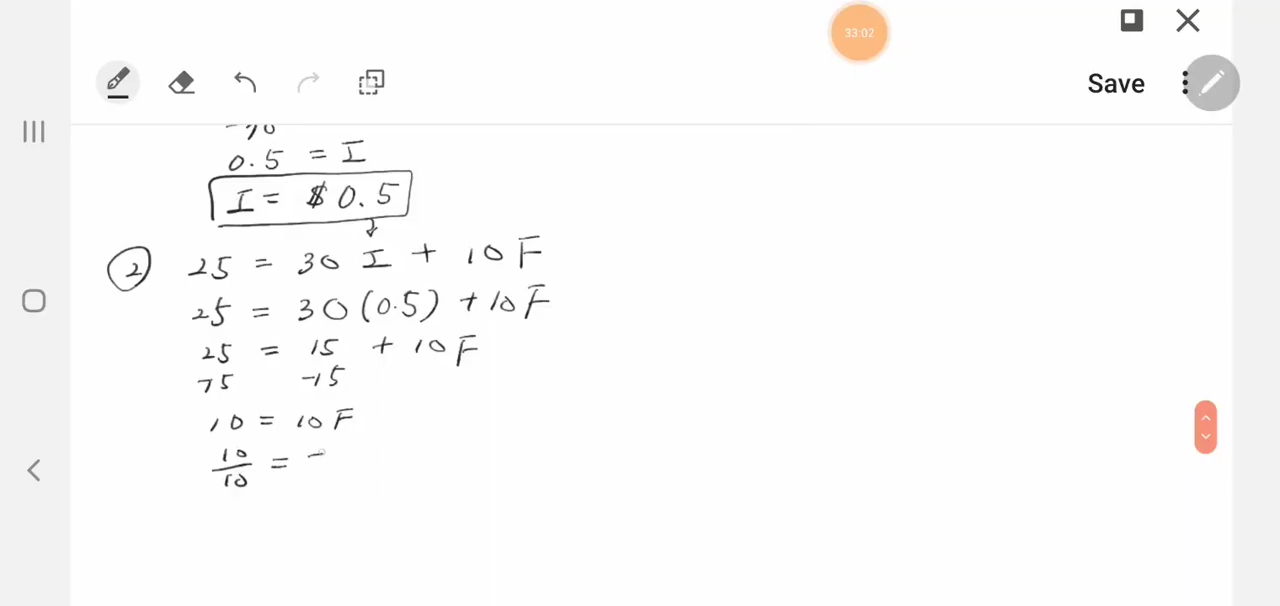 33:02
Save
0.5 = I
I = $ 0.5
② 25 = 30 I + 10 F
25 = 30 (0.5) + 10 F
25 = 15 + 10 F
-15 -15
10 = 10 F
10/10 =